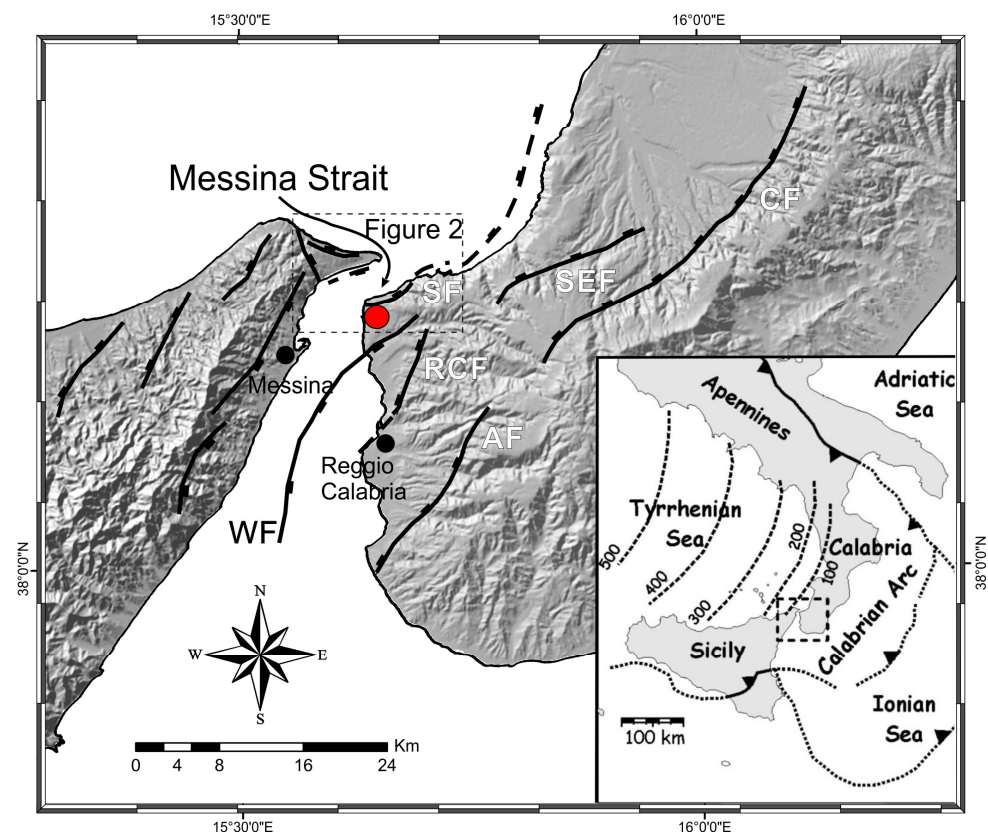 15°30'0"E
16°0'0"E
Messina Strait
Figure 2
CF
SEF
SF
RCF
Messina
AF
Reggio
Calabria
WF
38°0'0"N
38°0'0"N
N
W
E
S
Km
0
4
8
16
24
Adriatic
Sea
Apennines
Tyrrhenian
Sea
500
400
300
200
100
Calabria
Calabrian Arc
Sicily
Ionian
Sea
100 km
15°30'0"E
16°0'0"E